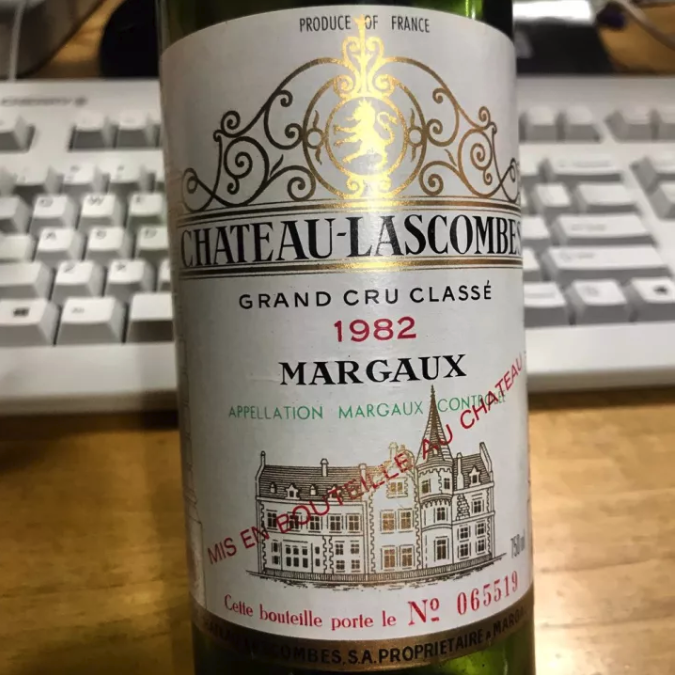 PRODUCE OF FRANCE
CHATEAU-LASCOMBES
GRAND CRU CLASSÉ
1982
MARGAUX
APPELLATION MARGAUX
MIS EN BOUTEILLE AU CHATEAU
750 ml
Cette bouteille porte le Nº 065519
S.A. PROPRIETAIRE A